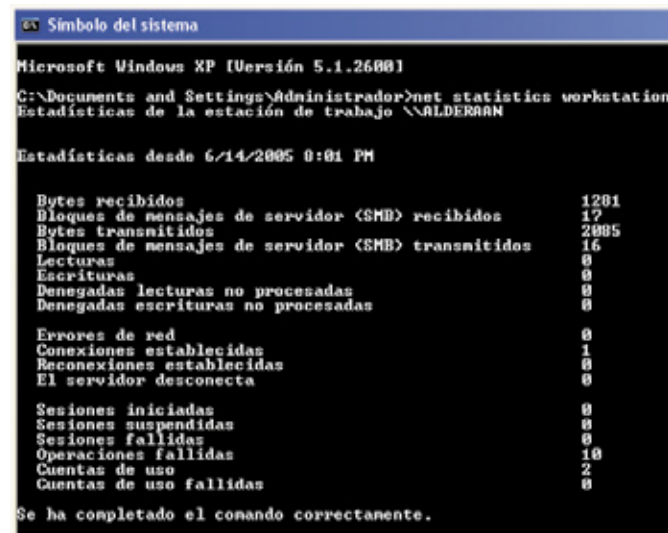 Símbolo del sistema
Microsoft Windows XP [Versión 5.1.2600]
C:\Documents and Settings\Administrador>net statistics workstation
Estadísticas de la estación de trabajo \\ALDERAAN
Estadísticas desde 6/14/2005 8:01 PM
Bytes recibidos 1281
Bloques de mensajes de servidor (SMB) recibidos 17
Bytes transmitidos 2085
Bloques de mensajes de servidor (SMB) transmitidos 16
Lecturas 0
Escrituras 0
Denegadas lecturas no procesadas 0
Denegadas escrituras no procesadas 0
Errores de red 0
Conexiones establecidas 1
Reconexiones establecidas 0
El servidor desconecta 0
Sesiones iniciadas 0
Sesiones suspendidas 0
Sesiones fallidas 0
Operaciones fallidas 10
Cuentas de uso 2
Cuentas de uso fallidas 0
Se ha completado el comando correctamente.